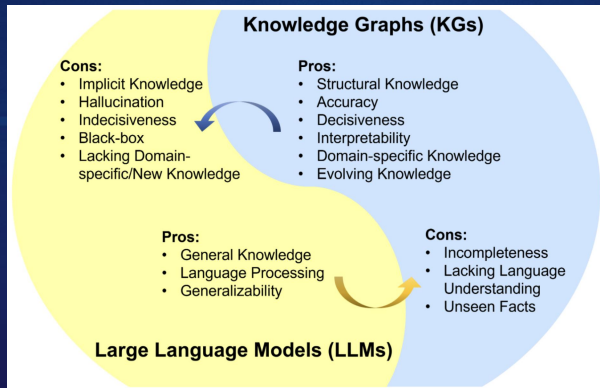 Knowledge Graphs (KGs)
Cons:
• Implicit Knowledge
• Hallucination
• Indecisiveness
• Black-box
• Lacking Domain-
specific/New Knowledge
Pros:
• Structural Knowledge
• Accuracy
• Decisiveness
• Interpretability
• Domain-specific Knowledge
• Evolving Knowledge
Pros:
• General Knowledge
• Language Processing
• Generalizability
Cons:
• Incompleteness
• Lacking Language
Understanding
• Unseen Facts
Large Language Models (LLMs)